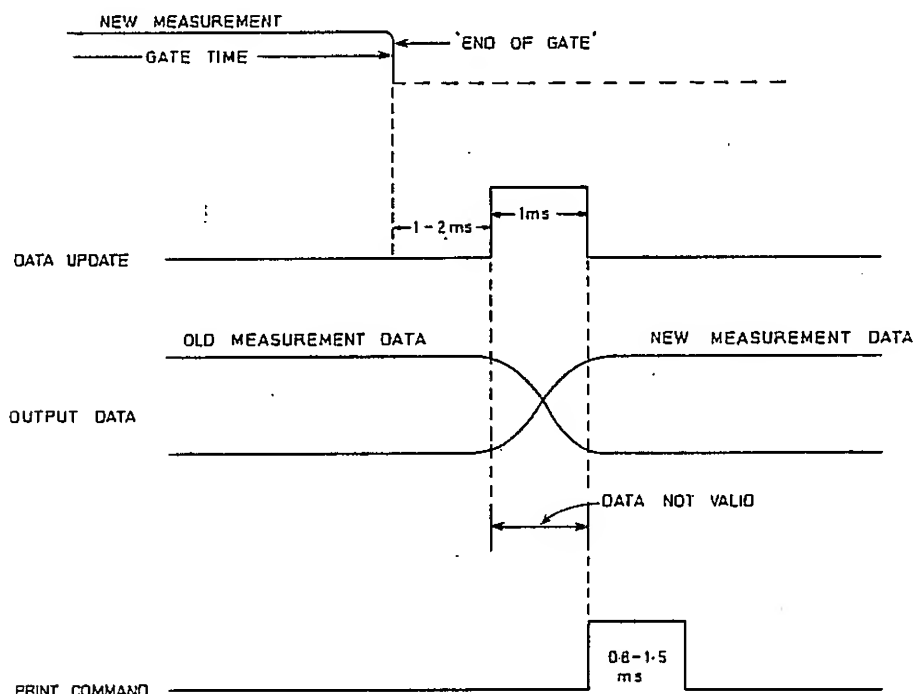 NEW MEASUREMENT
'END OF GATE'
GATE TIME
1-2ms
1ms
DATA UPDATE
OLD MEASUREMENT DATA
NEW MEASUREMENT DATA
OUTPUT DATA
DATA NOT VALID
0·8-1·5
ms
PRINT COMMAND